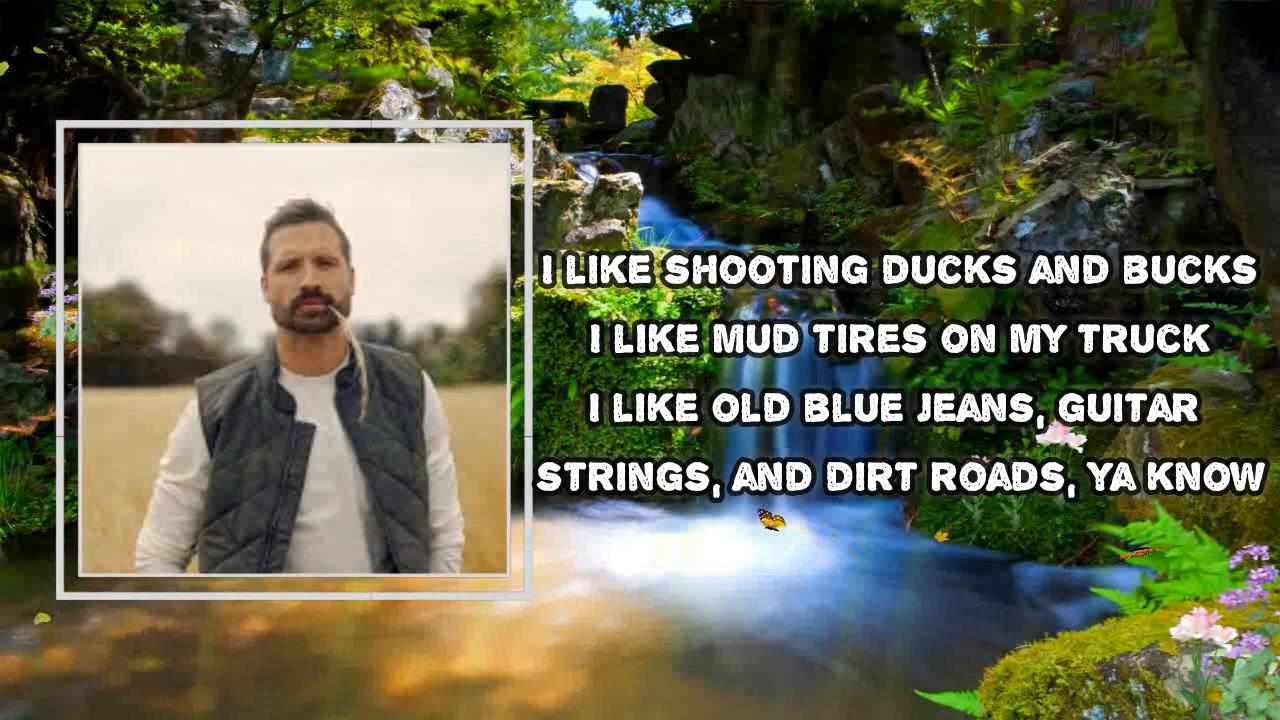 I LIKE SHOOTING DUCKS AND BUCKS
I LIKE MUD TIRES ON MY TRUCK
I LIKE OLD BLUE JEANS, GUITAR
STRINGS, AND DIRT ROADS, YA KNOW